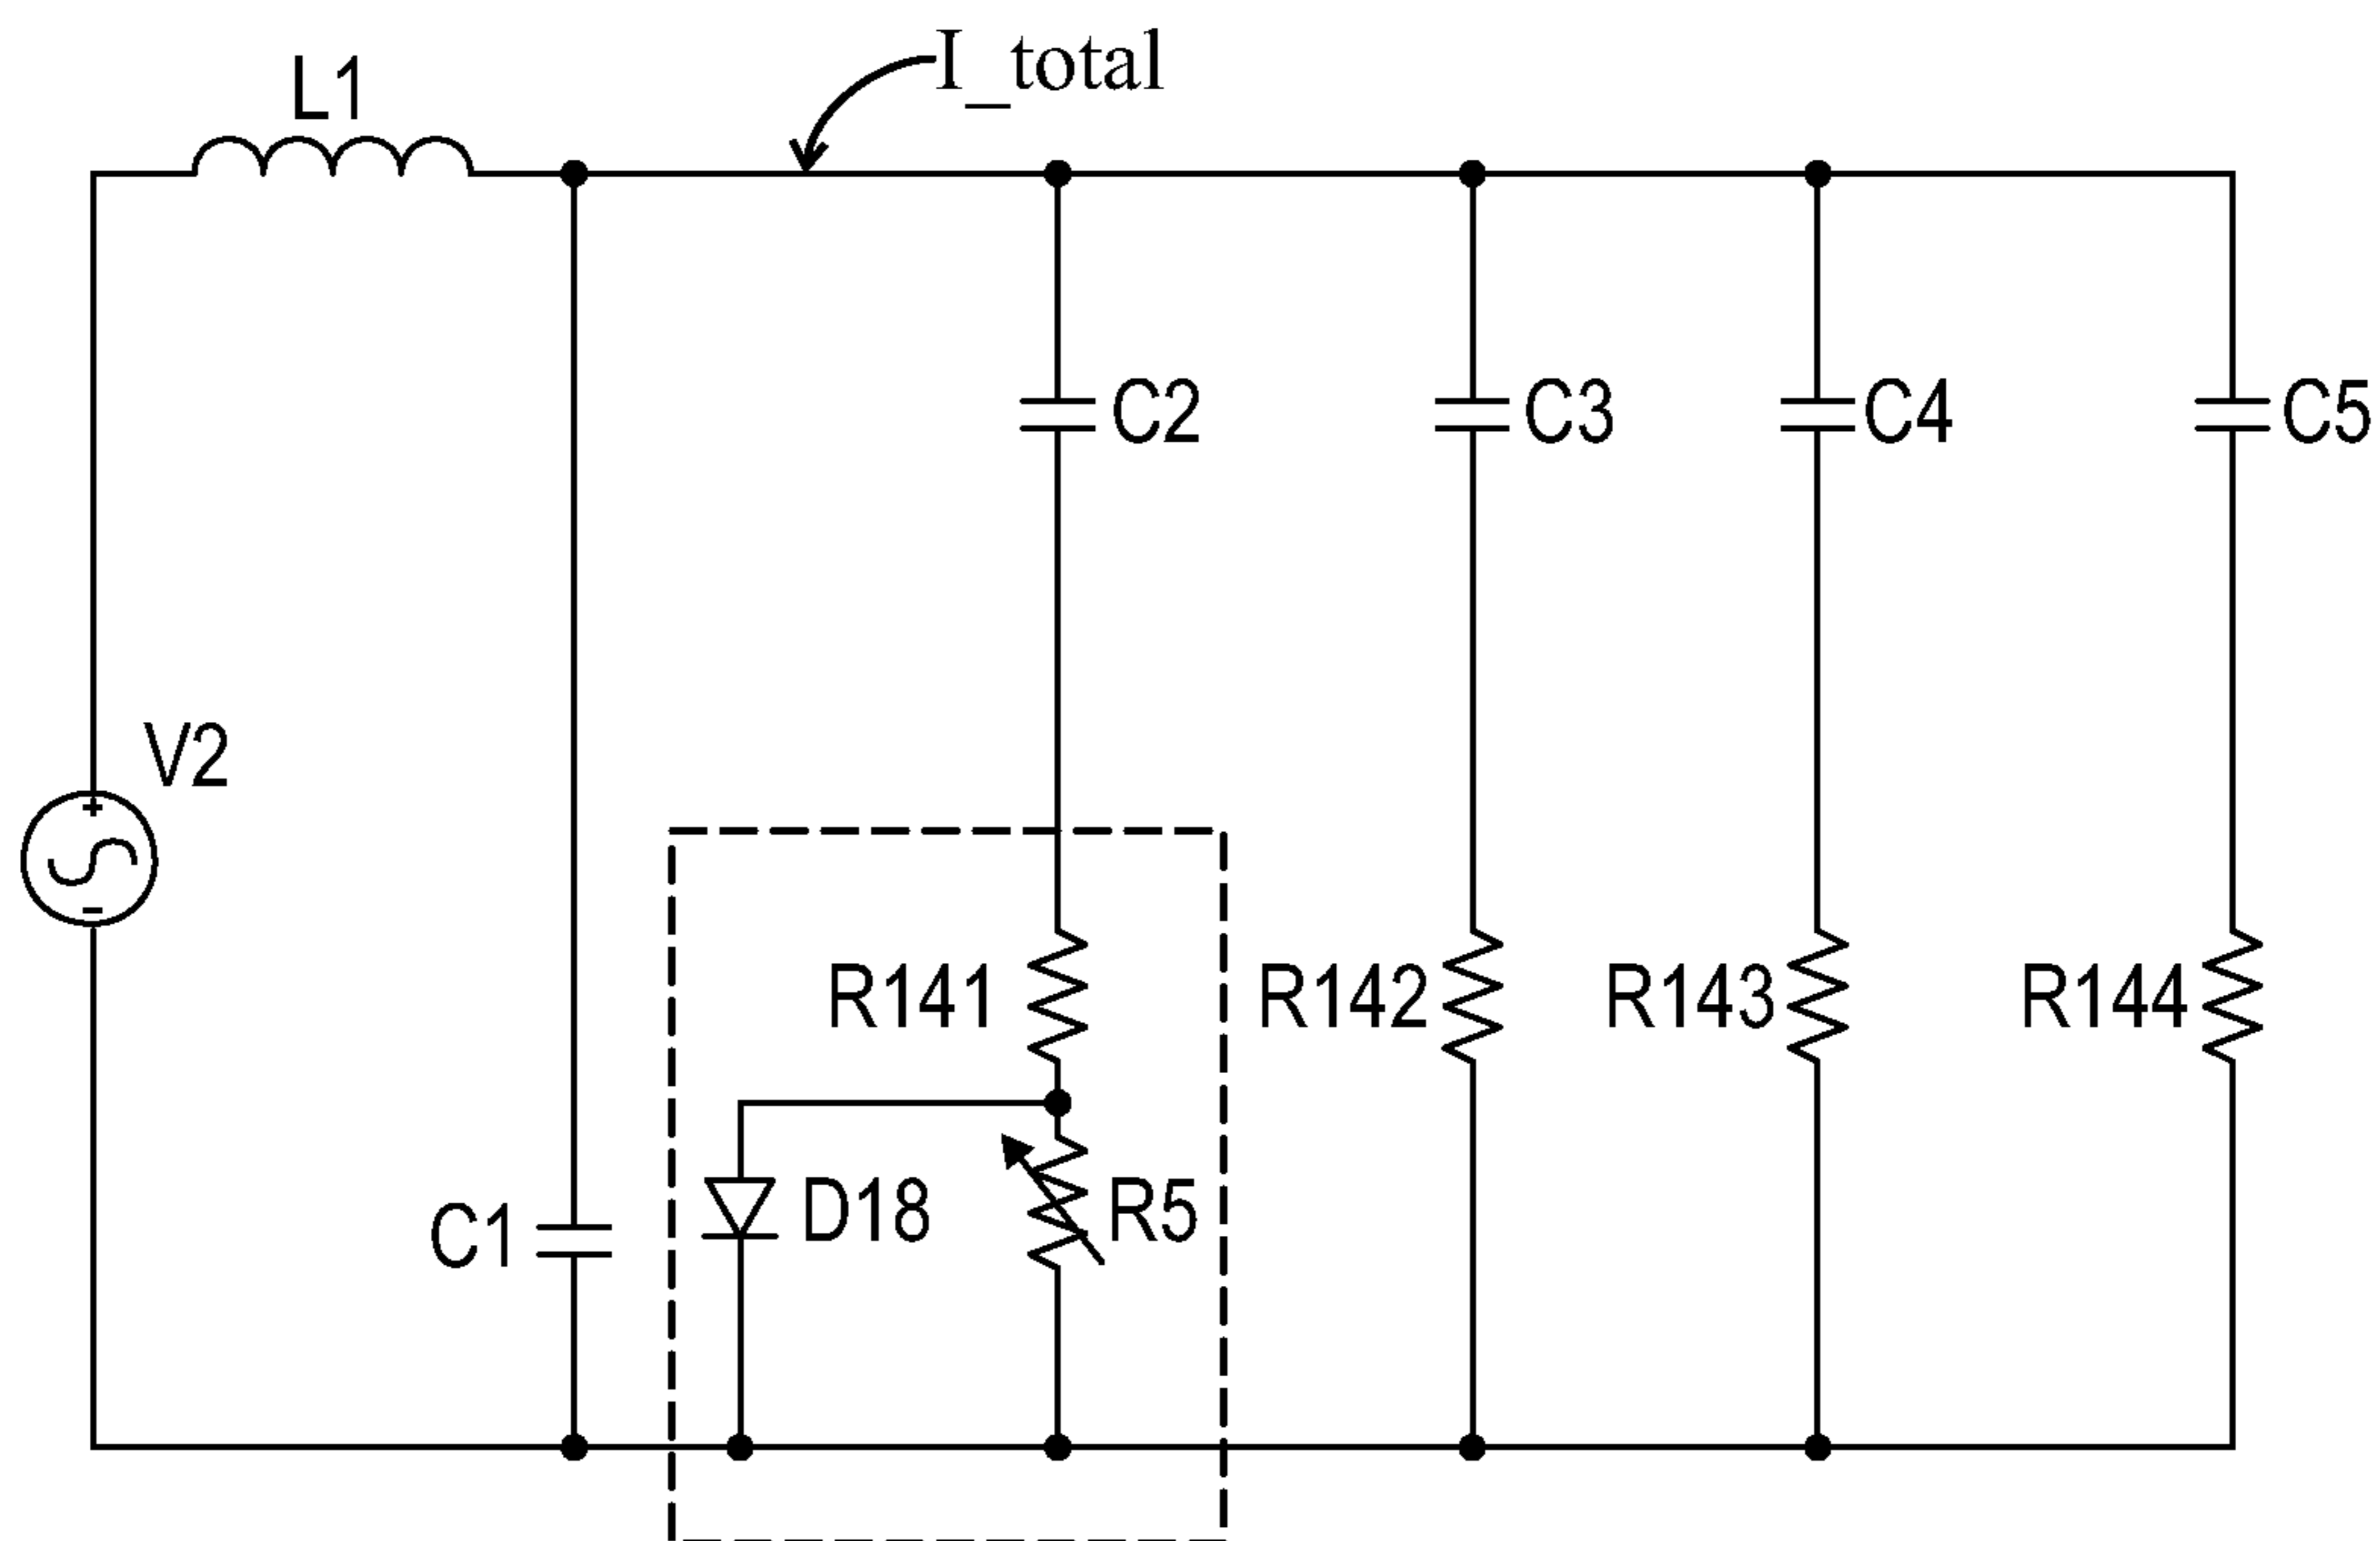 I_total
L1
C2
C3
C4
C5
V2
+
-
R141
R142
R143
R144
C1
D18
R5